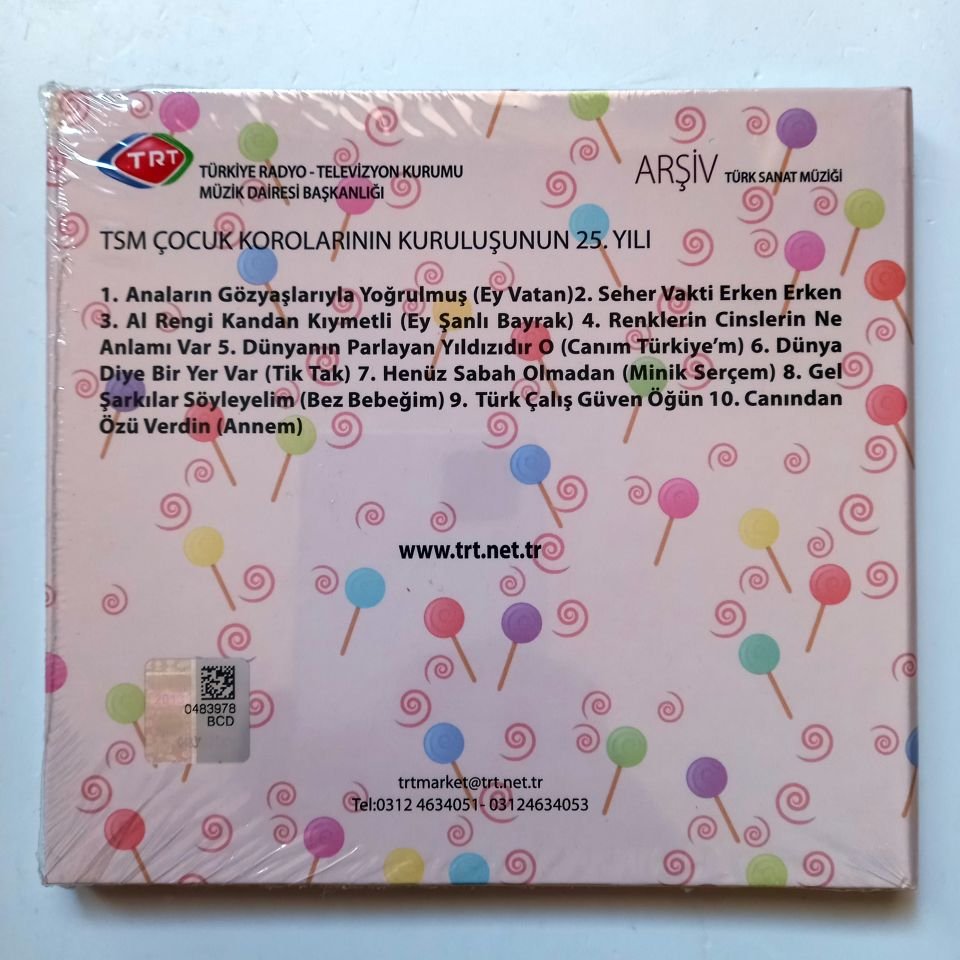 TRT
TÜRKİYE RADYO - TELEVİZYON KURUMU
MÜZİK DAİRESİ BAŞKANLIĞI
ARŞİV TÜRK SANAT MÜZİĞİ
TSM ÇOCUK KOROLARININ KURULUŞUNUN 25. YILI
1. Anaların Gözyaşlarıyla Yoğrulmuş (Ey Vatan)2. Seher Vakti Erken Erken
3. Al Rengi Kandan Kıymetli (Ey Şanlı Bayrak) 4. Renklerin Cinslerin Ne
Anlamı Var 5. Dünyanın Parlayan Yıldızıdır O (Canım Türkiye'm) 6. Dünya
Diye Bir Yer Var (Tik Tak) 7. Henüz Sabah Olmadan (Minik Serçem) 8. Gel
Şarkılar Söyleyelim (Bez Bebeğim) 9. Türk Çalış Güven Öğün 10. Canından
Özü Verdin (Annem)
www.trt.net.tr
0483978
BCD
trtmarket@trt.net.tr
Tel:0312 4634051- 03124634053